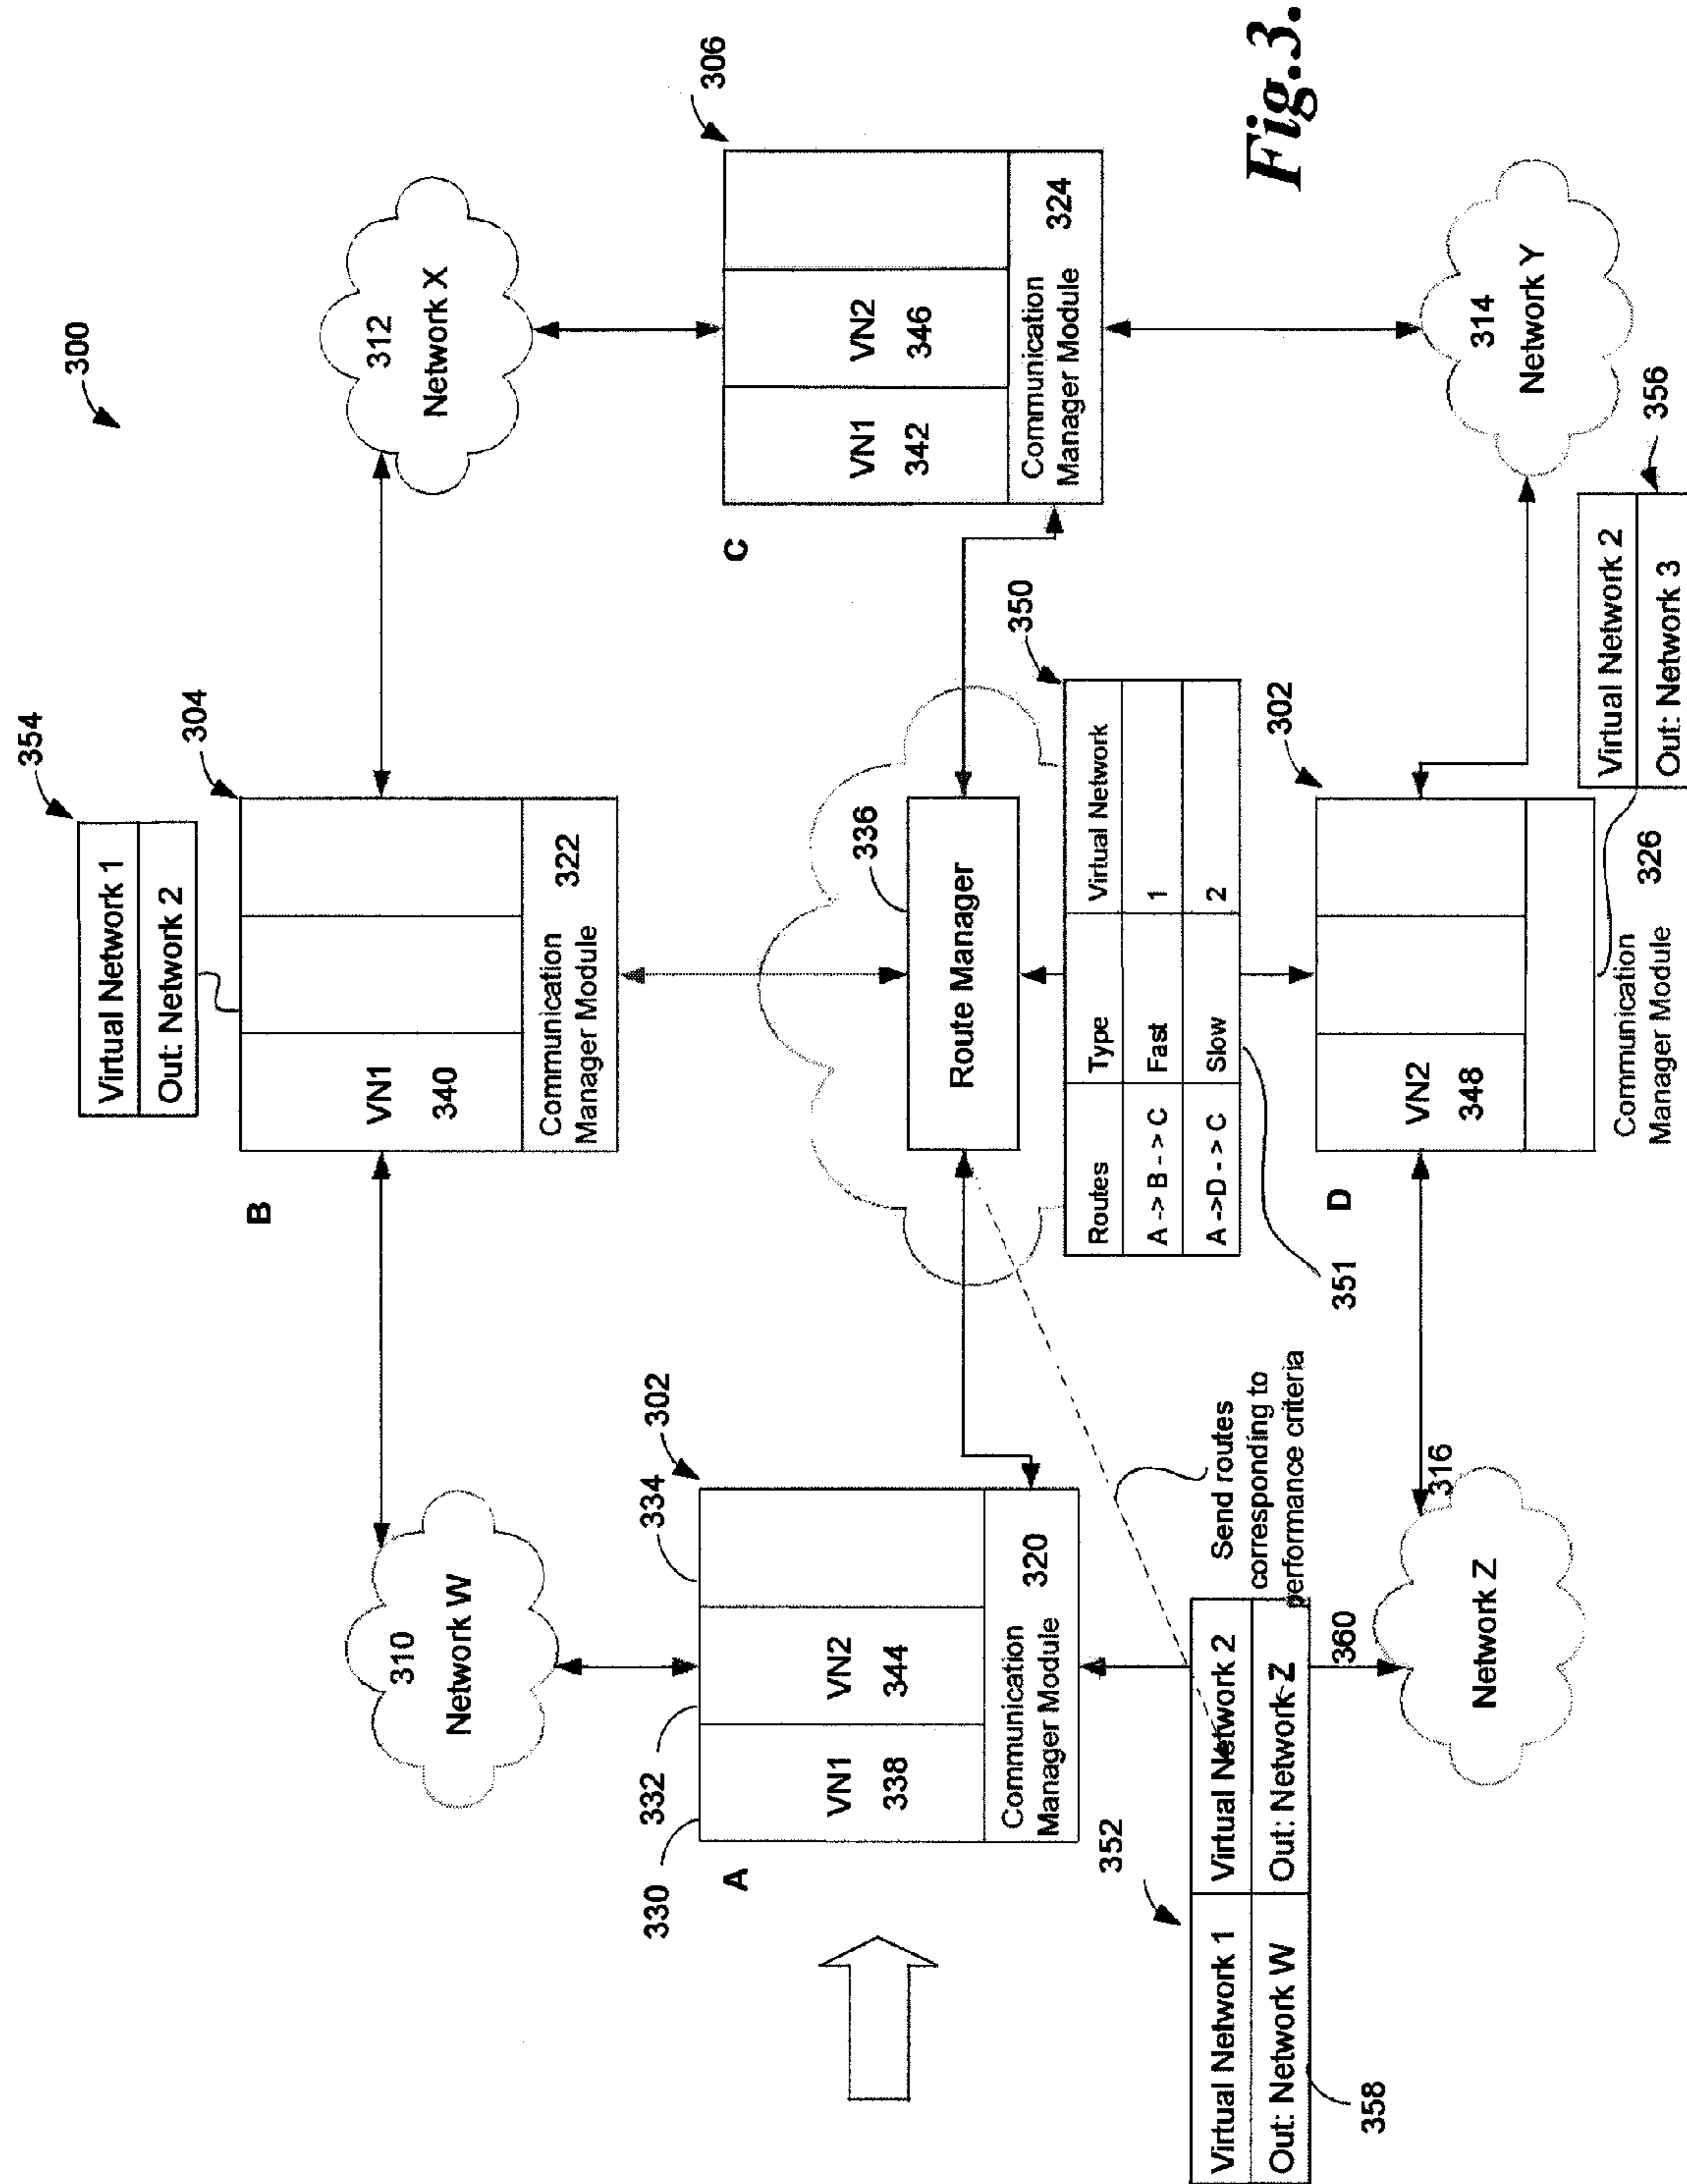 300
354
Virtual Network 1
Out: Network 2
304
B
VN1
340
Communication
Manager Module
322
310
Network W
312
Network X
306
C
VN1
342
VN2
346
Communication
Manager Module
324
336
Route Manager
350
Routes
Type
Virtual Network
A -> B - > C
Fast
1
A ->D - > C
Slow
2
351
302
334
332
330
A
VN1
338
VN2
344
Communication
Manager Module
320
Send routes
corresponding to
performance criteria
352
Virtual Network 1
Virtual Network 2
Out: Network W
Out: Network Z
358
360
316
Network Z
302
D
VN2
348
Communication
Manager Module
326
314
Network Y
356
Virtual Network 2
Out: Network 3
Fig.3.